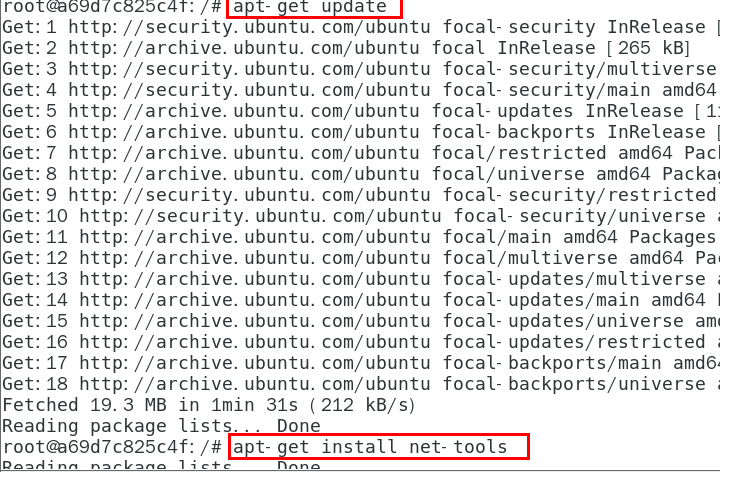 root@a69d7c825c4f:/# apt-get update
Get:1 http://security.ubuntu.com/ubuntu focal-security InRelease [
Get:2 http://archive.ubuntu.com/ubuntu focal InRelease [265 kB]
Get:3 http://security.ubuntu.com/ubuntu focal-security/multiverse
Get:4 http://security.ubuntu.com/ubuntu focal-security/main amd64
Get:5 http://archive.ubuntu.com/ubuntu focal-updates InRelease [11
Get:6 http://archive.ubuntu.com/ubuntu focal-backports InRelease [
Get:7 http://archive.ubuntu.com/ubuntu focal/restricted amd64 Pack
Get:8 http://archive.ubuntu.com/ubuntu focal/universe amd64 Packag
Get:9 http://security.ubuntu.com/ubuntu focal-security/restricted
Get:10 http://security.ubuntu.com/ubuntu focal-security/universe a
Get:11 http://archive.ubuntu.com/ubuntu focal/main amd64 Packages
Get:12 http://archive.ubuntu.com/ubuntu focal/multiverse amd64 Pac
Get:13 http://archive.ubuntu.com/ubuntu focal-updates/multiverse a
Get:14 http://archive.ubuntu.com/ubuntu focal-updates/main amd64 P
Get:15 http://archive.ubuntu.com/ubuntu focal-updates/universe amd
Get:16 http://archive.ubuntu.com/ubuntu focal-updates/restricted a
Get:17 http://archive.ubuntu.com/ubuntu focal-backports/main amd64
Get:18 http://archive.ubuntu.com/ubuntu focal-backports/universe a
Fetched 19.3 MB in 1min 31s (212 kB/s)
Reading package lists... Done
root@a69d7c825c4f:/# apt-get install net-tools
Reading package lists... Done